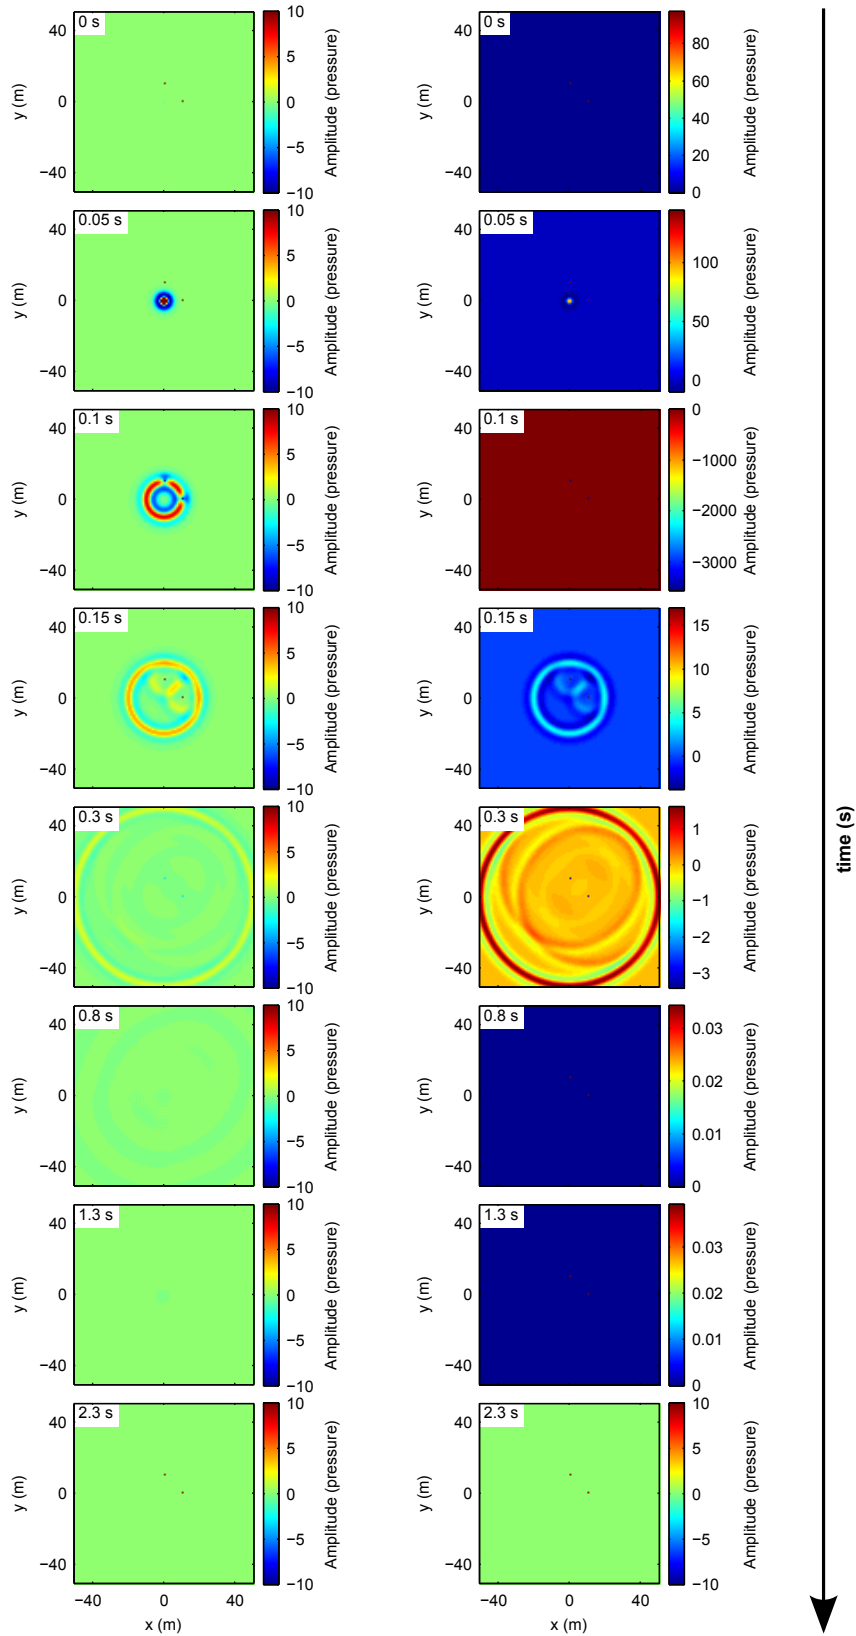 0 s
y (m)
40
0
−40
10
5
0
−5
−10
Amplitude (pressure)
0 s
y (m)
40
0
−40
80
60
40
20
0
Amplitude (pressure)
0.05 s
y (m)
40
0
−40
10
5
0
−5
−10
Amplitude (pressure)
0.05 s
y (m)
40
0
−40
100
50
0
Amplitude (pressure)
0.1 s
y (m)
40
0
−40
10
5
0
−5
−10
Amplitude (pressure)
0.1 s
y (m)
40
0
−40
0
−1000
−2000
−3000
Amplitude (pressure)
0.15 s
y (m)
40
0
−40
10
5
0
−5
−10
Amplitude (pressure)
0.15 s
y (m)
40
0
−40
15
10
5
0
Amplitude (pressure)
0.3 s
y (m)
40
0
−40
10
5
0
−5
−10
Amplitude (pressure)
0.3 s
y (m)
40
0
−40
1
0
−1
−2
−3
Amplitude (pressure)
time (s)
0.8 s
y (m)
40
0
−40
10
5
0
−5
−10
Amplitude (pressure)
0.8 s
y (m)
40
0
−40
0.03
0.02
0.01
0
Amplitude (pressure)
1.3 s
y (m)
40
0
−40
10
5
0
−5
−10
Amplitude (pressure)
1.3 s
y (m)
40
0
−40
0.03
0.02
0.01
0
Amplitude (pressure)
2.3 s
y (m)
40
0
−40
10
5
0
−5
−10
Amplitude (pressure)
−40 0 40
x (m)
2.3 s
y (m)
40
0
−40
10
5
0
−5
−10
Amplitude (pressure)
−40 0 40
x (m)